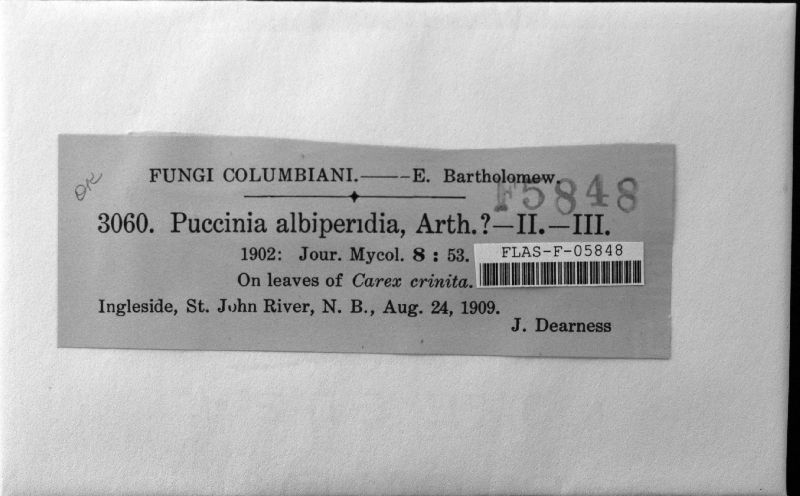 FUNGI COLUMBIANI.———E. Bartholomew.
OK
F5848
3060. Puccinia albiperidia, Arth.?—II.—III.
1902: Jour. Mycol. 8 : 53.
FLAS-F-05848
On leaves of Carex crinita.
Ingleside, St. John River, N. B., Aug. 24, 1909.
J. Dearness